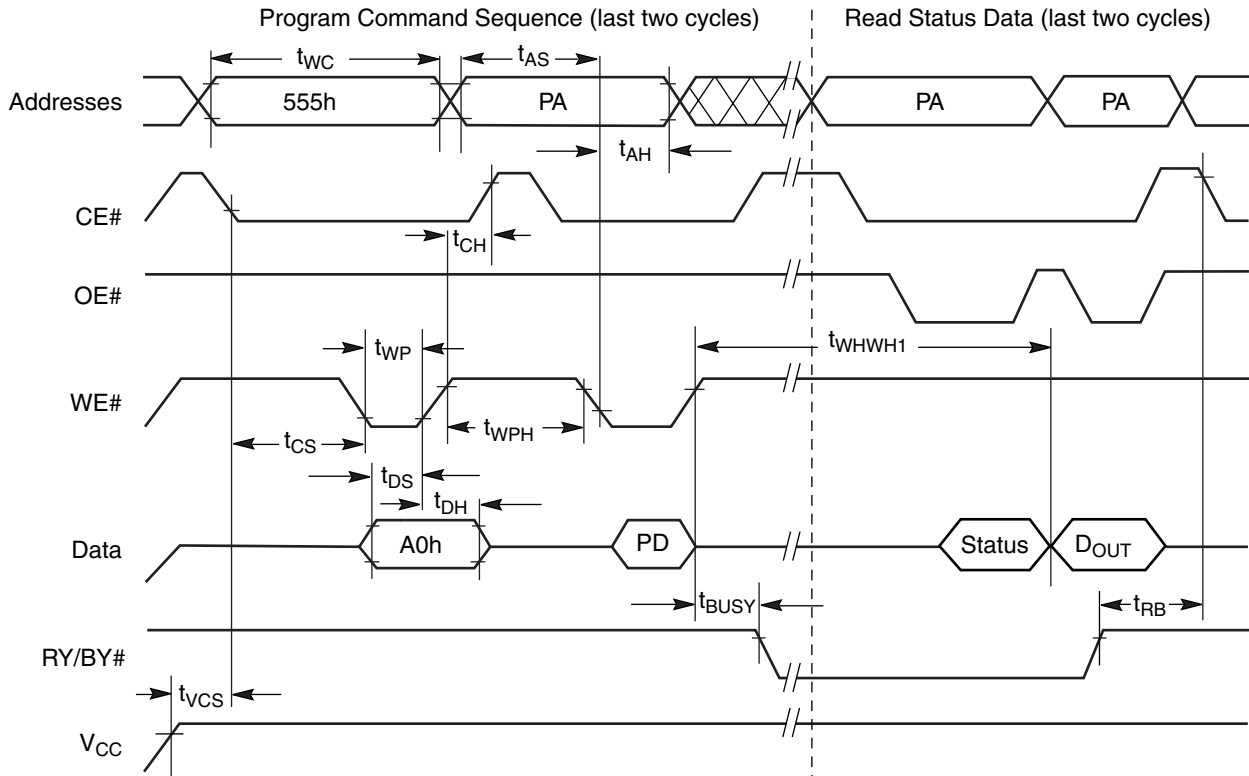 Program Command Sequence (last two cycles)
Read Status Data (last two cycles)
tWC
tAS
Addresses
555h
PA
PA
PA
tAH
CE#
tCH
OE#
tWP
tWHWH1
WE#
tCS
tWPH
tDS
tDH
Data
A0h
PD
Status
DOUT
tBUSY
tRB
RY/BY#
tVCS
VCC